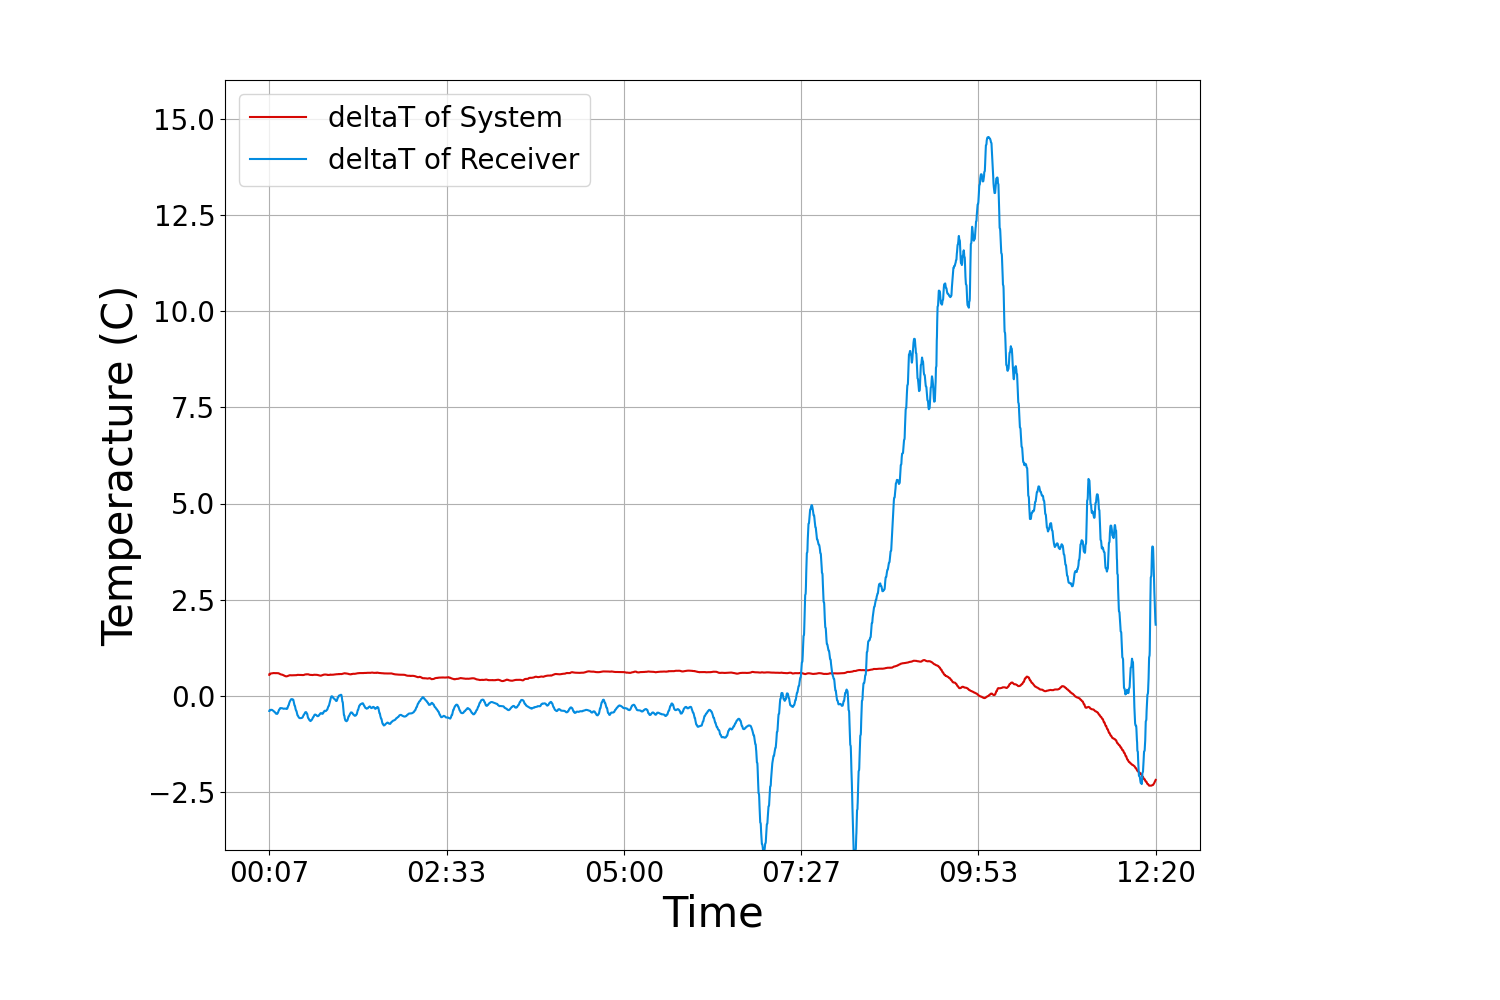 deltaT of System
deltaT of Receiver
15.0
12.5
10.0
7.5
5.0
2.5
0.0
−2.5
Temperacture (C)
00:07 02:33 05:00 07:27 09:53 12:20
Time